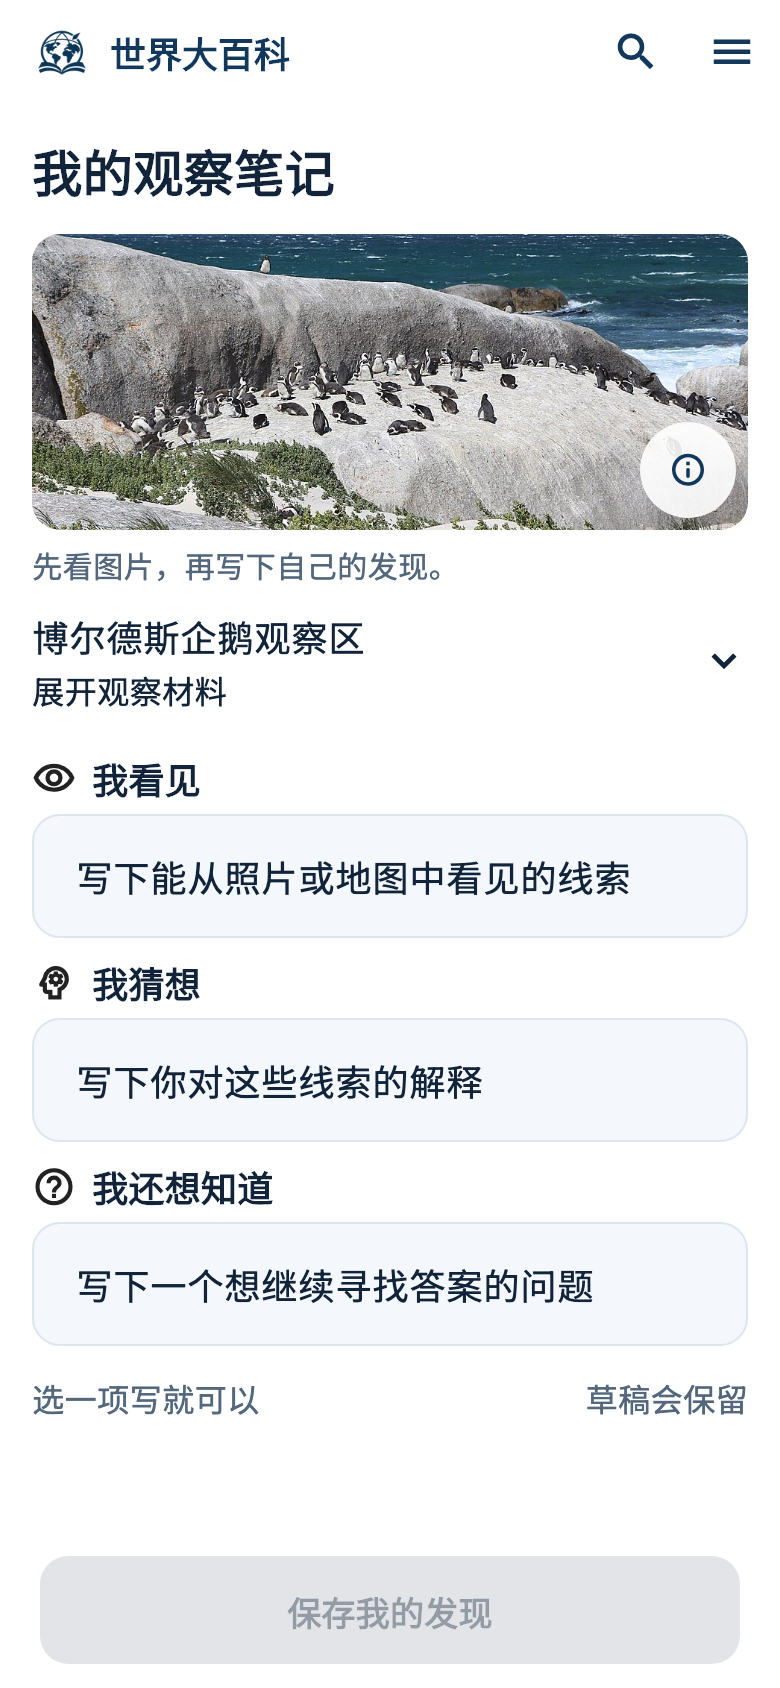 世界大百科
我的观察笔记
先看图片，再写下自己的发现。
博尔德斯企鹅观察区
展开观察材料
我看见
写下能从照片或地图中看见的线索
我猜想
写下你对这些线索的解释
我还想知道
写下一个想继续寻找答案的问题
选一项写就可以
草稿会保留
保存我的发现